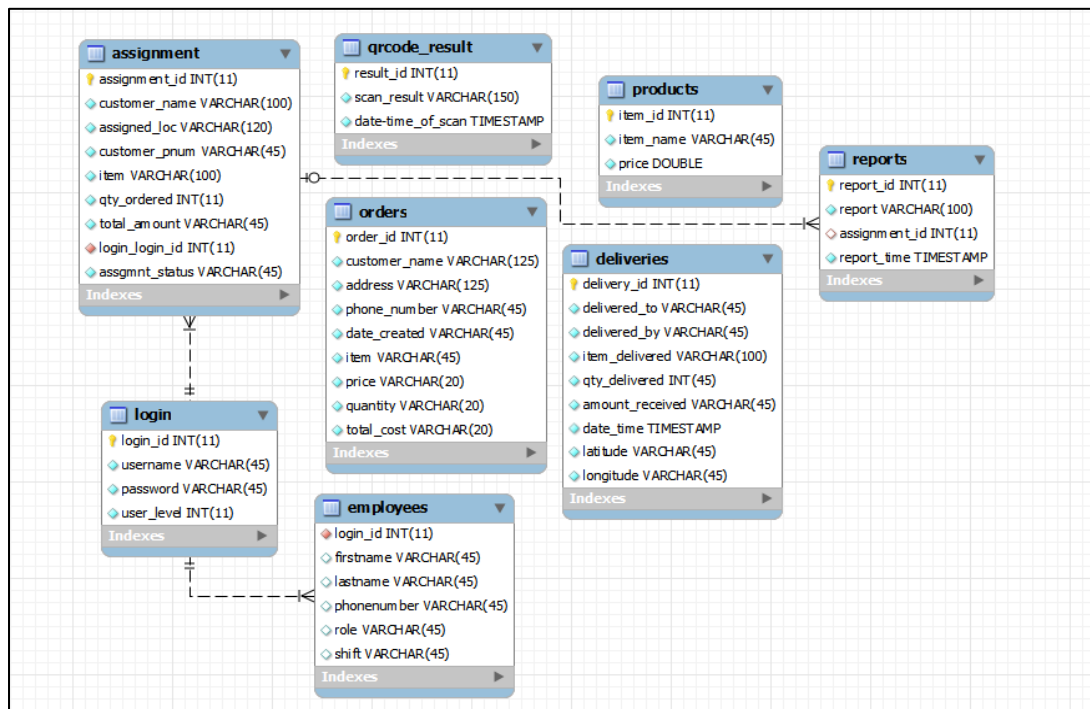 assignment
assignment_id INT(11)
customer_name VARCHAR(100)
assigned_loc VARCHAR(120)
customer_pnum VARCHAR(45)
item VARCHAR(100)
qty_ordered INT(11)
total_amount VARCHAR(45)
login_login_id INT(11)
assgmnt_status VARCHAR(45)
Indexes
qrcode_result
result_id INT(11)
scan_result VARCHAR(150)
date-time_of_scan TIMESTAMP
Indexes
products
item_id INT(11)
item_name VARCHAR(45)
price DOUBLE
Indexes
reports
report_id INT(11)
report VARCHAR(100)
assignment_id INT(11)
report_time TIMESTAMP
Indexes
orders
order_id INT(11)
customer_name VARCHAR(125)
address VARCHAR(125)
phone_number VARCHAR(45)
date_created VARCHAR(45)
item VARCHAR(45)
price VARCHAR(20)
quantity VARCHAR(20)
total_cost VARCHAR(20)
Indexes
deliveries
delivery_id INT(11)
delivered_to VARCHAR(45)
delivered_by VARCHAR(45)
item_delivered VARCHAR(100)
qty_delivered INT(45)
amount_received VARCHAR(45)
date_time TIMESTAMP
latitude VARCHAR(45)
longitude VARCHAR(45)
Indexes
login
login_id INT(11)
username VARCHAR(45)
password VARCHAR(45)
user_level INT(11)
Indexes
employees
login_id INT(11)
firstname VARCHAR(45)
lastname VARCHAR(45)
phonenumber VARCHAR(45)
role VARCHAR(45)
shift VARCHAR(45)
Indexes